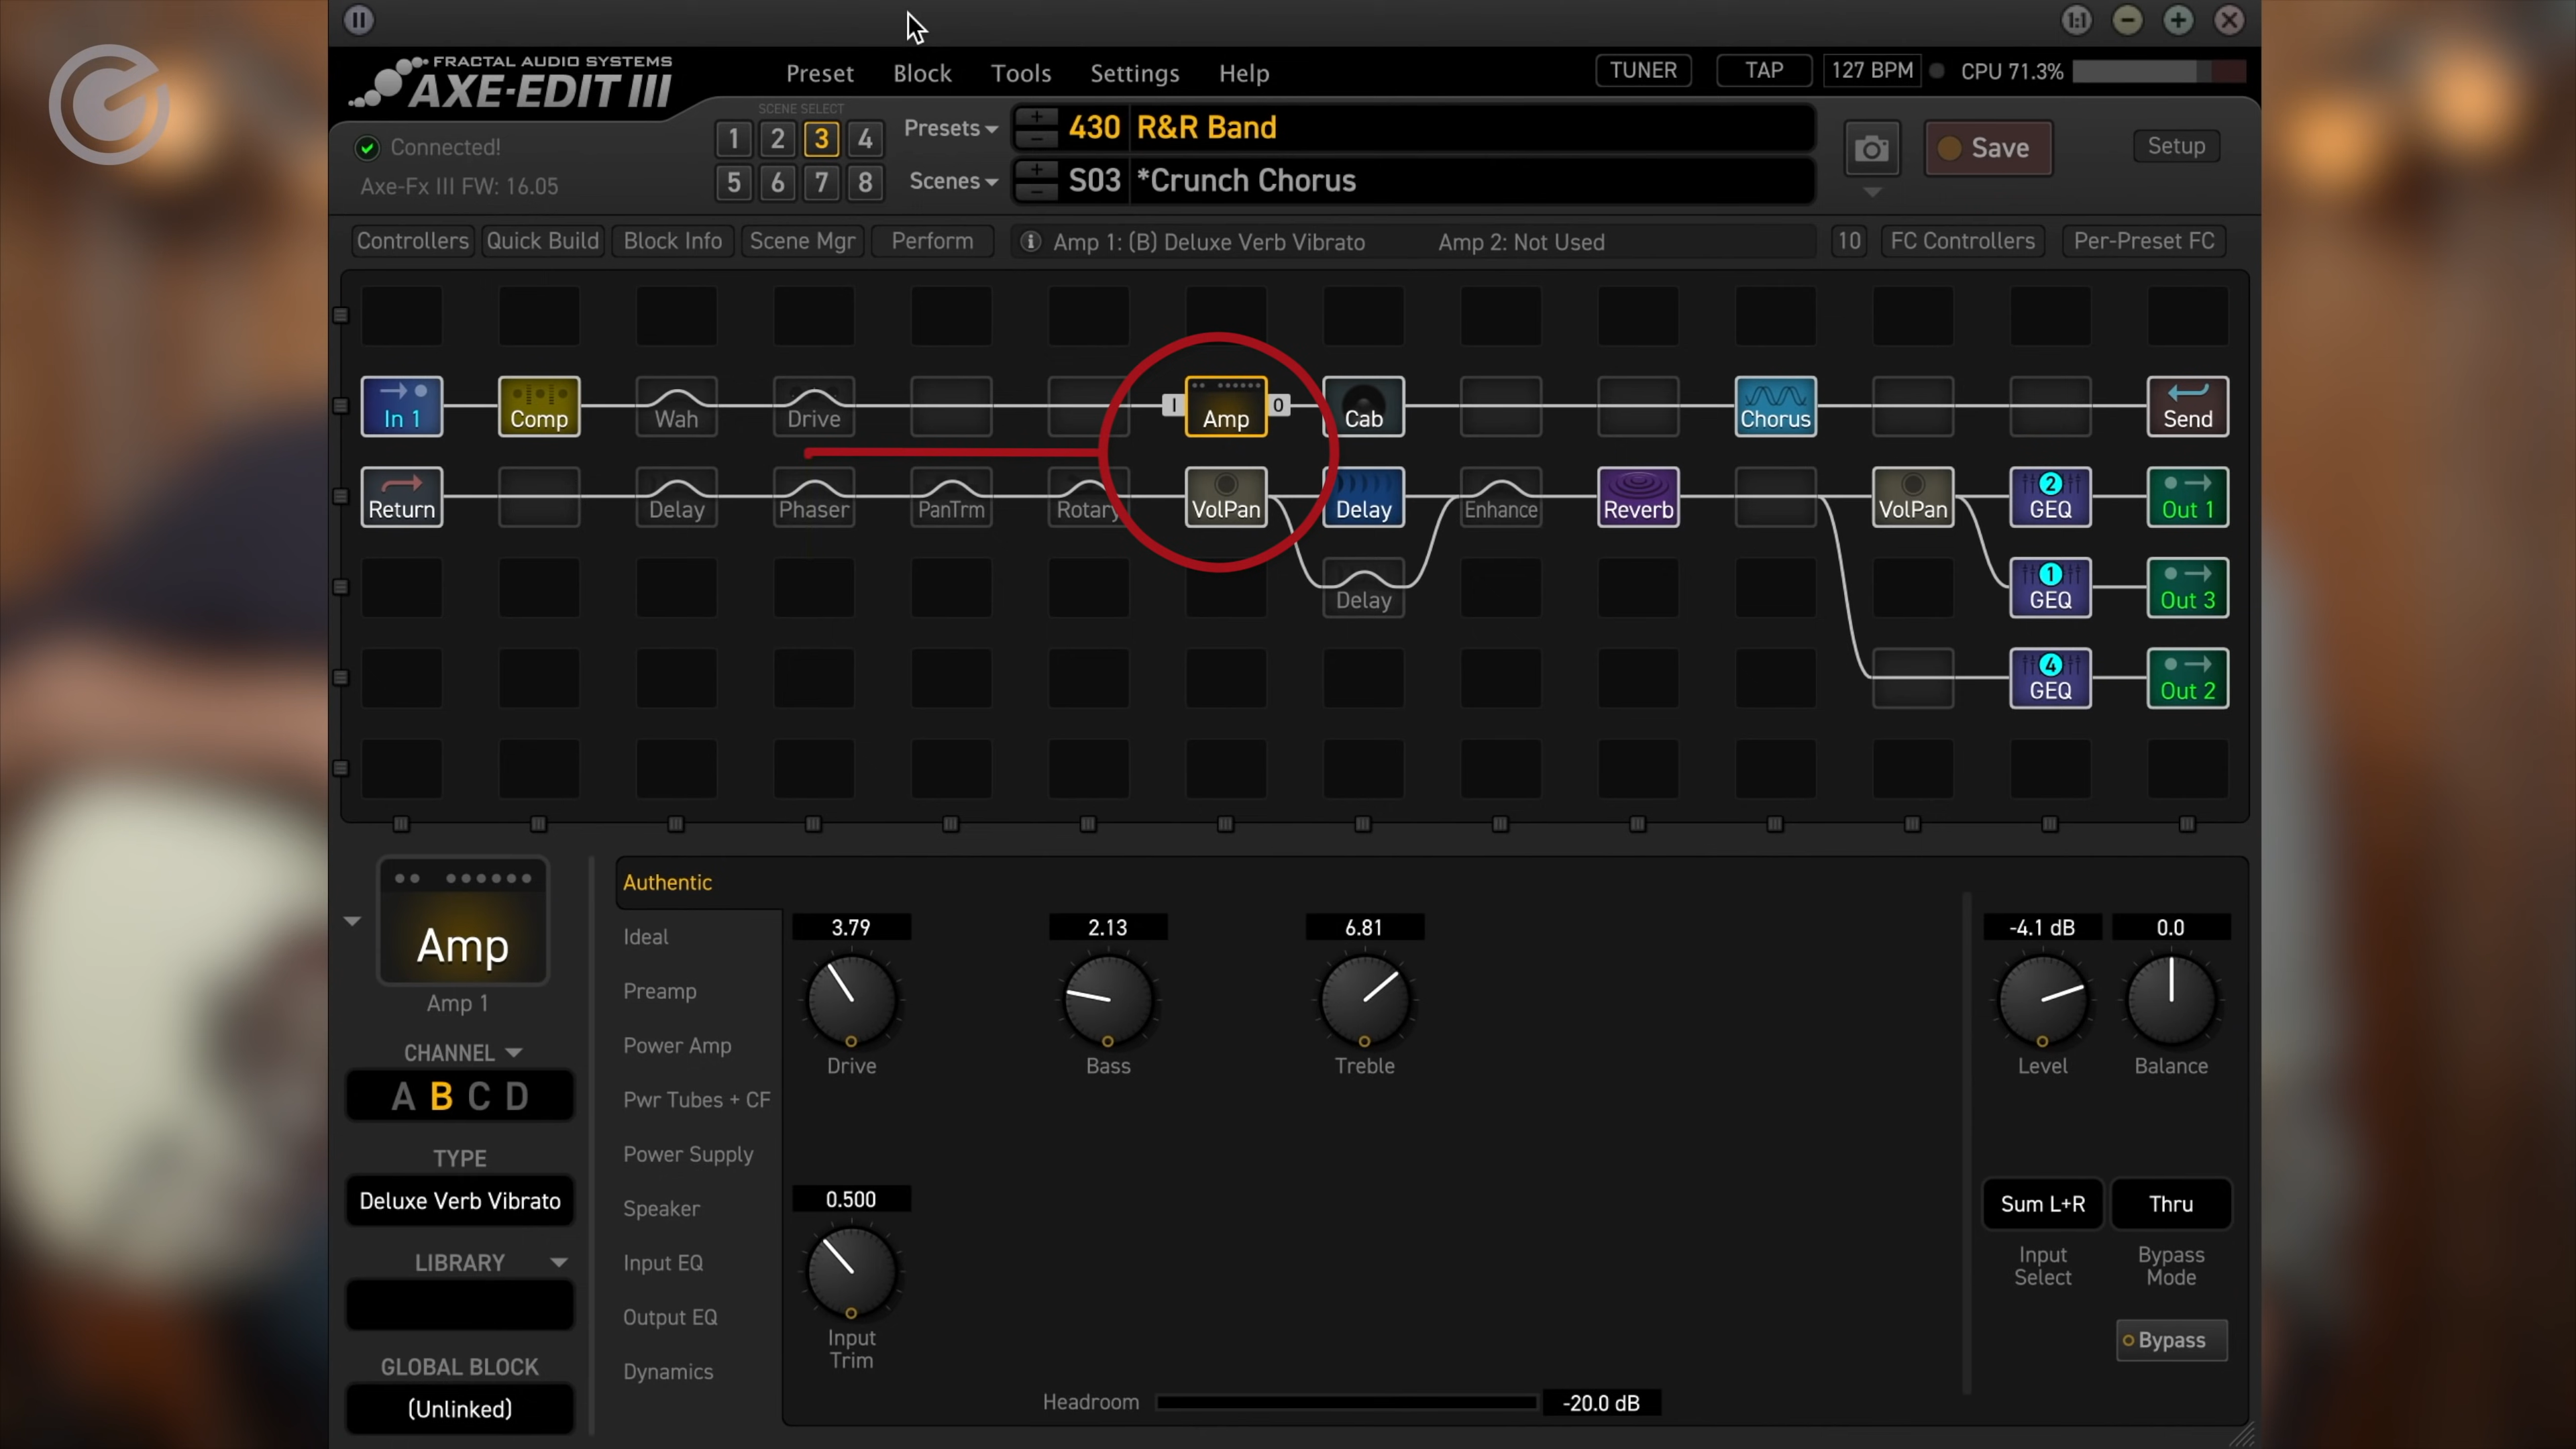 1:1
FRACTAL AUDIO SYSTEMS
AXE-EDIT III
Preset Block Tools Settings Help
TUNER TAP 127 BPM CPU 71.3%
SCENE SELECT
1 2 3 4
5 6 7 8
Presets 430 R&R Band
Scenes S03 *Crunch Chorus
Connected!
Axe-Fx III FW: 16.05
Save
Setup
Controllers Quick Build Block Info Scene Mgr Perform
Amp 1: (B) Deluxe Verb Vibrato Amp 2: Not Used
10 FC Controllers Per-Preset FC
In 1 Comp Wah Drive I Amp O Cab Chorus Send
Return Delay Phaser PanTrm Rotary VolPan Delay Enhance Reverb VolPan 2 GEQ Out 1
Delay 1 GEQ Out 3
4 GEQ Out 2
Amp
Amp 1
CHANNEL
A B C D
TYPE
Deluxe Verb Vibrato
LIBRARY
GLOBAL BLOCK
(Unlinked)
Authentic
Ideal
Preamp
Power Amp
Pwr Tubes + CF
Power Supply
Speaker
Input EQ
Output EQ
Dynamics
3.79 2.13 6.81
Drive Bass Treble
0.500
Input
Trim
Headroom -20.0 dB
-4.1 dB 0.0
Level Balance
Sum L+R Thru
Input
Select
Bypass
Mode
Bypass